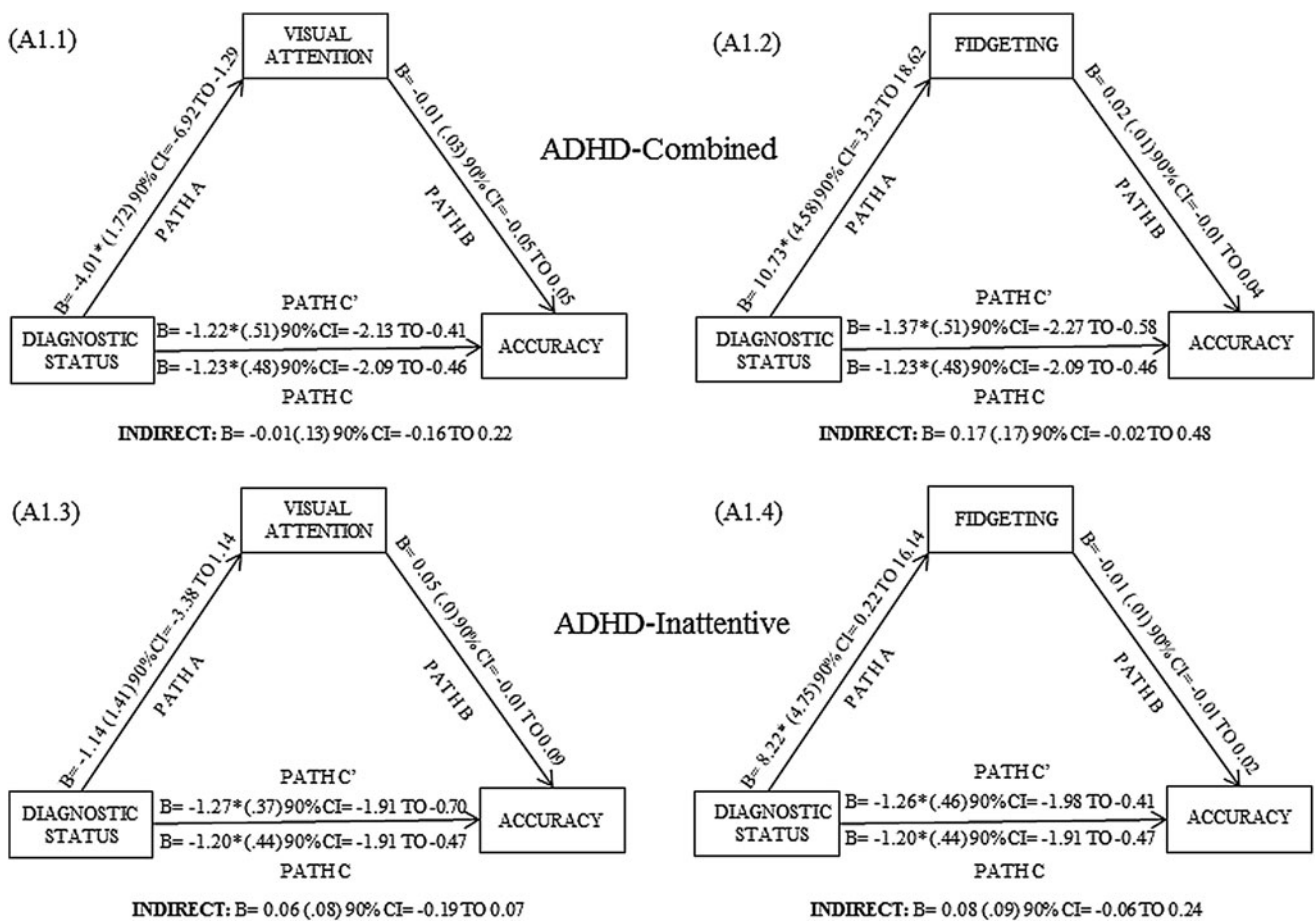 (A1.1)
VISUAL
ATTENTION
B= -4.01* (1.72) 90% CI= -6.92 TO -1.29
PATH A
B= -0.01 (.03) 90% CI= -0.05 TO 0.05
PATH B
DIAGNOSTIC
STATUS
PATH C'
B= -1.22* (.51) 90% CI= -2.13 TO -0.41
B= -1.23* (.48) 90% CI= -2.09 TO -0.46
PATH C
ACCURACY
INDIRECT: B= -0.01 (.13) 90% CI= -0.16 TO 0.22
(A1.2)
FIDGETING
B= 10.73* (4.58) 90% CI= 3.23 TO 18.62
PATH A
B= 0.02 (.01) 90% CI= -0.01 TO 0.04
PATH B
DIAGNOSTIC
STATUS
PATH C'
B= -1.37* (.51) 90% CI= -2.27 TO -0.58
B= -1.23* (.48) 90% CI= -2.09 TO -0.46
PATH C
ACCURACY
INDIRECT: B= 0.17 (.17) 90% CI= -0.02 TO 0.48
ADHD-Combined
(A1.3)
VISUAL
ATTENTION
B= -1.14 (1.41) 90% CI= -3.38 TO 1.14
PATH A
B= 0.05 (.0) 90% CI= -0.01 TO 0.09
PATH B
DIAGNOSTIC
STATUS
PATH C'
B= -1.27* (.37) 90% CI= -1.91 TO -0.70
B= -1.20* (.44) 90% CI= -1.91 TO -0.47
PATH C
ACCURACY
INDIRECT: B= 0.06 (.08) 90% CI= -0.19 TO 0.07
(A1.4)
FIDGETING
B= 8.22* (4.75) 90% CI= 0.22 TO 16.14
PATH A
B= -0.01 (.01) 90% CI= -0.01 TO 0.02
PATH B
DIAGNOSTIC
STATUS
PATH C'
B= -1.26* (.46) 90% CI= -1.98 TO -0.41
B= -1.20* (.44) 90% CI= -1.91 TO -0.47
PATH C
ACCURACY
INDIRECT: B= 0.08 (.09) 90% CI= -0.06 TO 0.24
ADHD-Inattentive